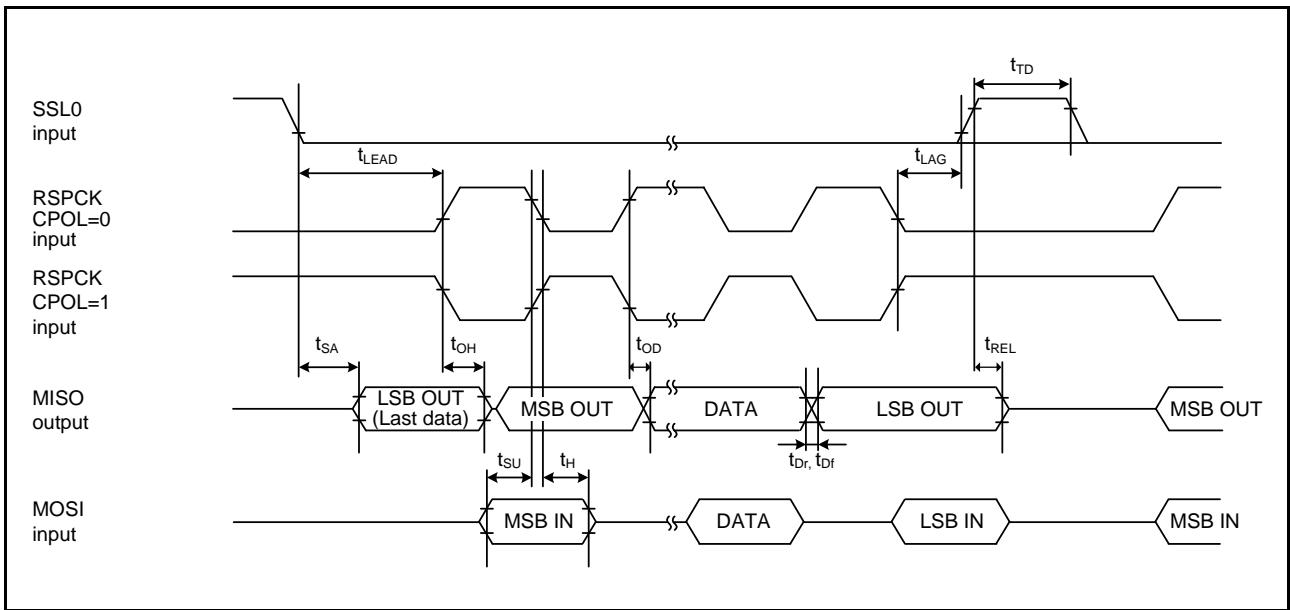 tTD
SSL0
input
tLEAD
tLAG
RSPCK
CPOL=0
input
RSPCK
CPOL=1
input
tSA
tOH
tOD
tREL
MISO
output
LSB OUT
(Last data)
MSB OUT
DATA
LSB OUT
MSB OUT
tSU
tH
tDr, tDf
MOSI
input
MSB IN
DATA
LSB IN
MSB IN